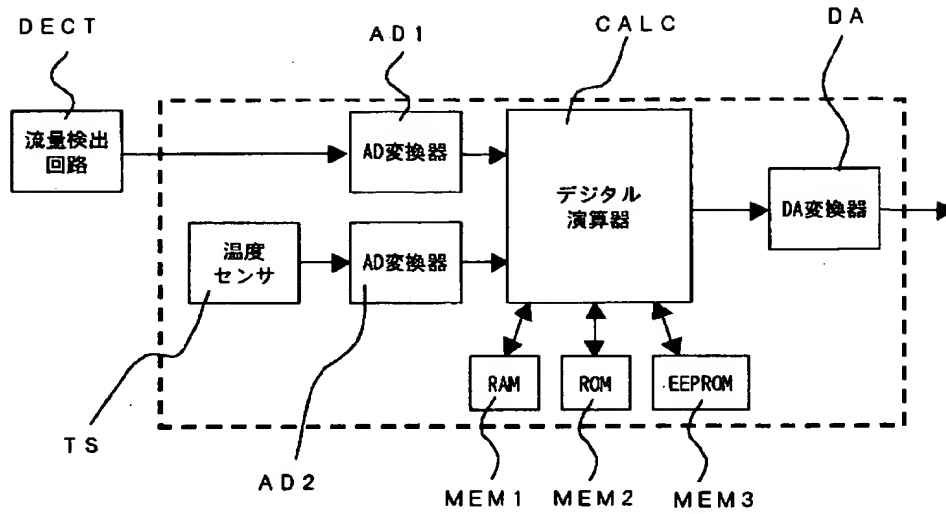 DECT
AD1
CALC
DA
流量検出
回路
AD変換器
デジタル
演算器
DA変換器
温度
センサ
AD変換器
RAM
ROM
EEPROM
TS
AD2
MEM1
MEM2
MEM3